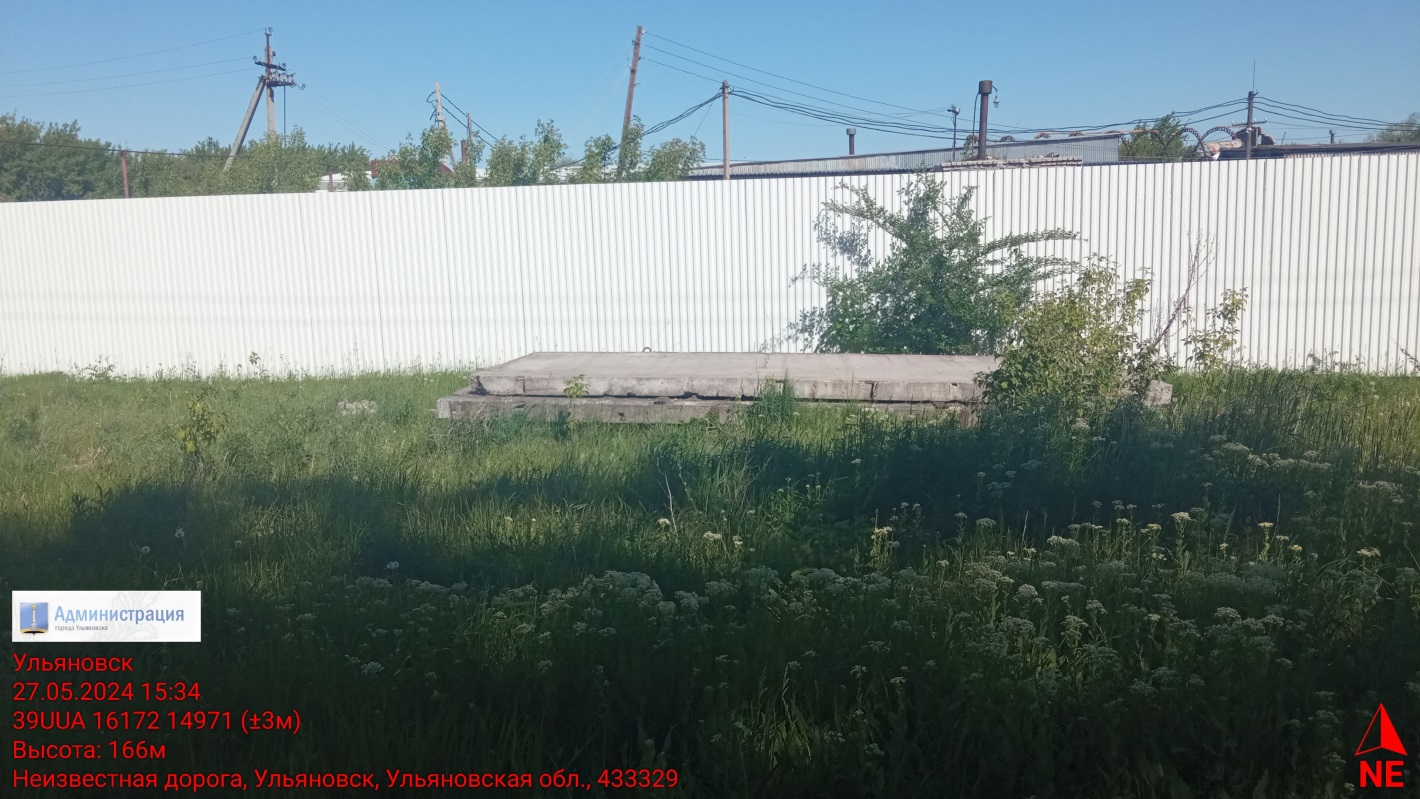 Администрация
города Ульяновска
Ульяновск
27.05.2024 15:34
39UUA 16172 14971 (±3м)
Высота: 166м
Неизвестная дорога, Ульяновск, Ульяновская обл., 433329
NE